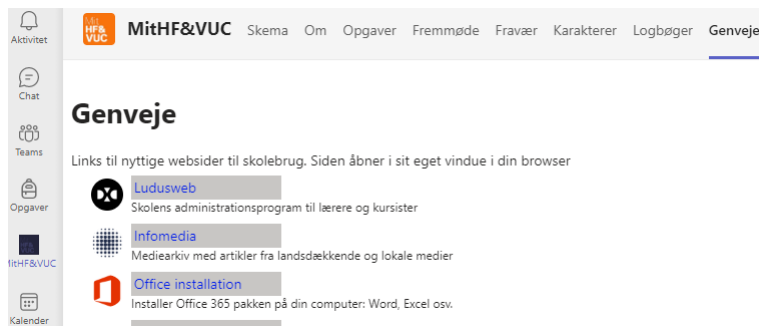 Aktivitet
Chat
Teams
Opgaver
MitHF&VUC
Kalender
Mit
HF&
VUC
MitHF&VUC Skema Om Opgaver Fremmøde Fravær Karakterer Logbøger Genveje
Genveje
Links til nyttige websider til skolebrug. Siden åbner i sit eget vindue i din browser
Ludusweb
Skolens administrationsprogram til lærere og kursister
Infomedia
Mediearkiv med artikler fra landsdækkende og lokale medier
Office installation
Installer Office 365 pakken på din computer: Word, Excel osv.